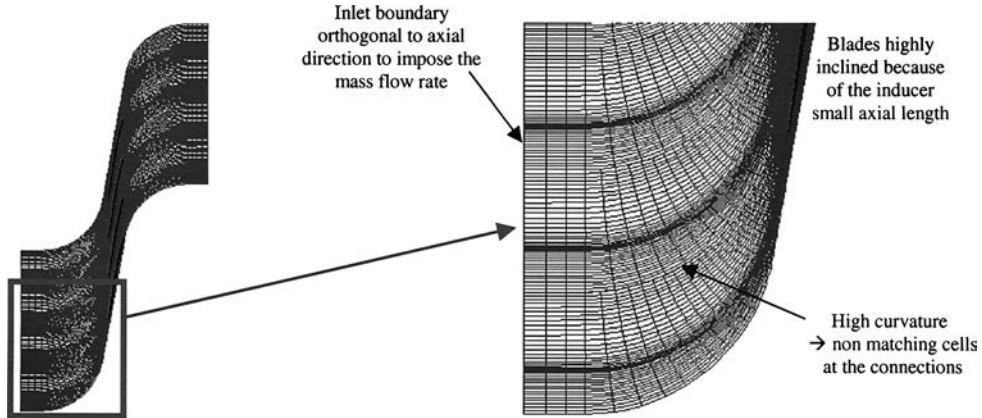 Inlet boundary
orthogonal to axial
direction to impose the
mass flow rate
Blades highly
inclined because
of the inducer
small axial length
High curvature
→ non matching cells
at the connections